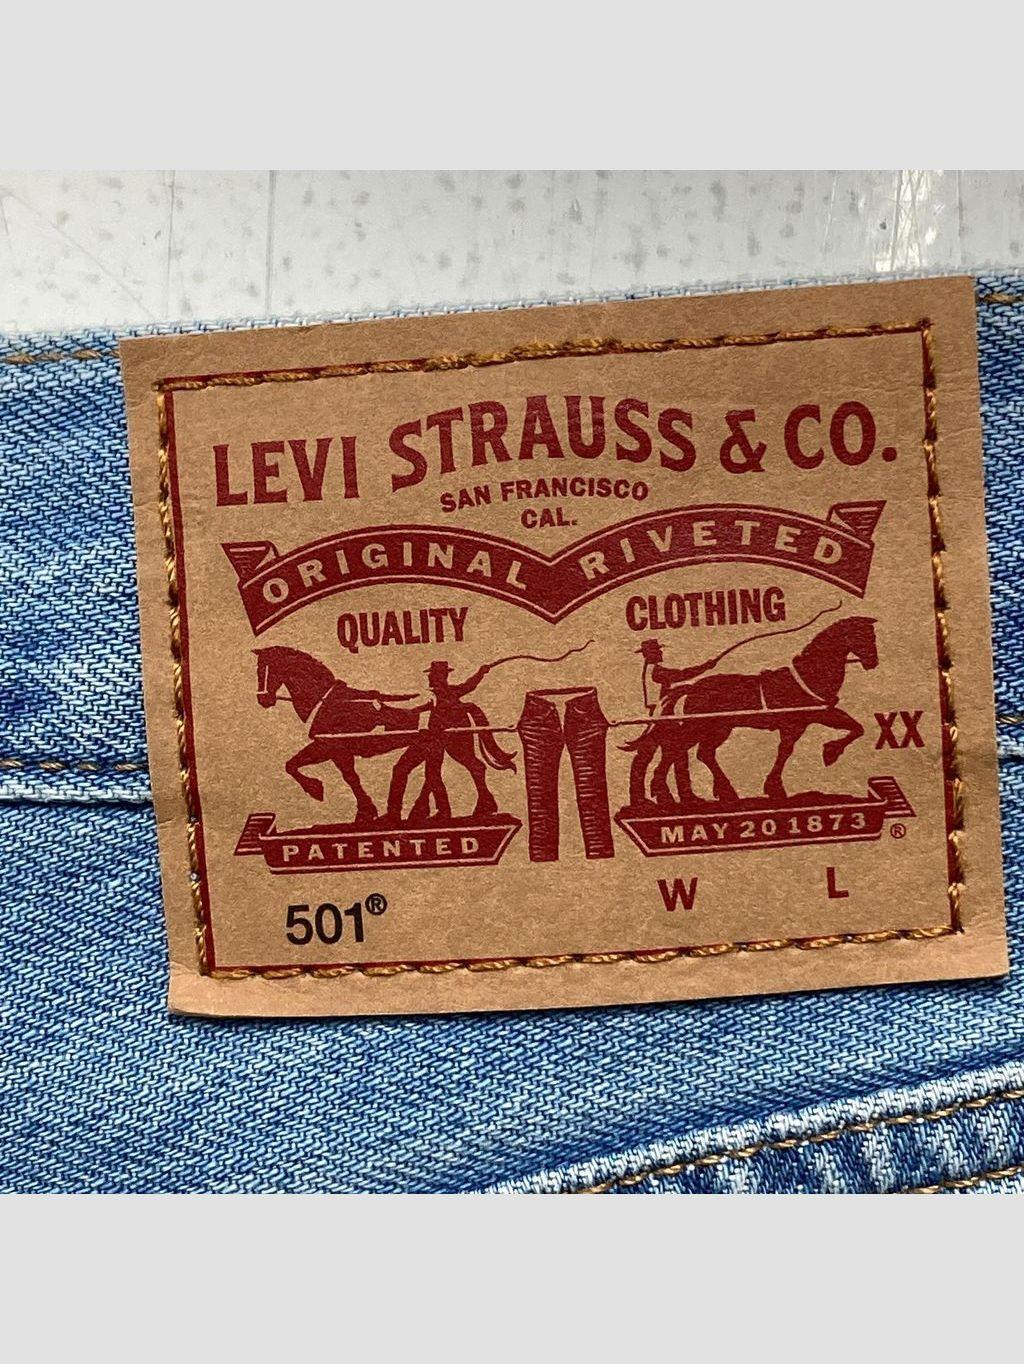 LEVI STRAUSS & CO.
SAN FRANCISCO
CAL.
ORIGINAL RIVETED
QUALITY CLOTHING
XX
PATENTED MAY 20 1873 ®
W L
501®